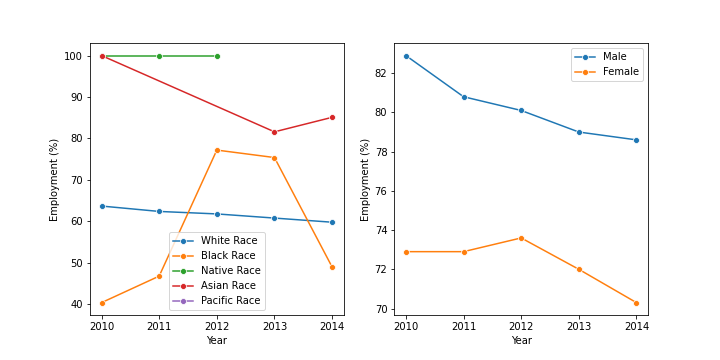 100
90
80
70
60
50
40
Employment (%)
2010 2011 2012 2013 2014
Year
White Race
Black Race
Native Race
Asian Race
Pacific Race
82
80
78
76
74
72
70
Employment (%)
2010 2011 2012 2013 2014
Year
Male
Female